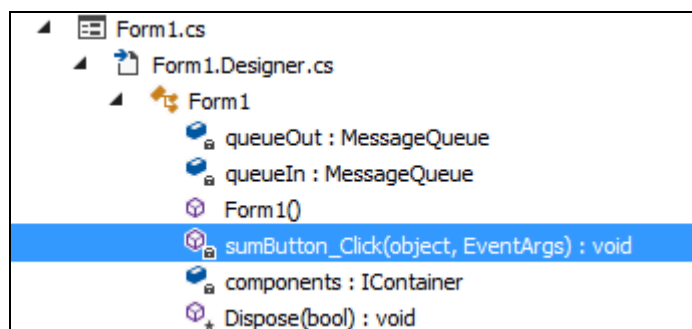 Form1.cs
Form1.Designer.cs
Form1
queueOut : MessageQueue
queueIn : MessageQueue
Form1()
sumButton_Click(object, EventArgs) : void
components : IContainer
Dispose(bool) : void